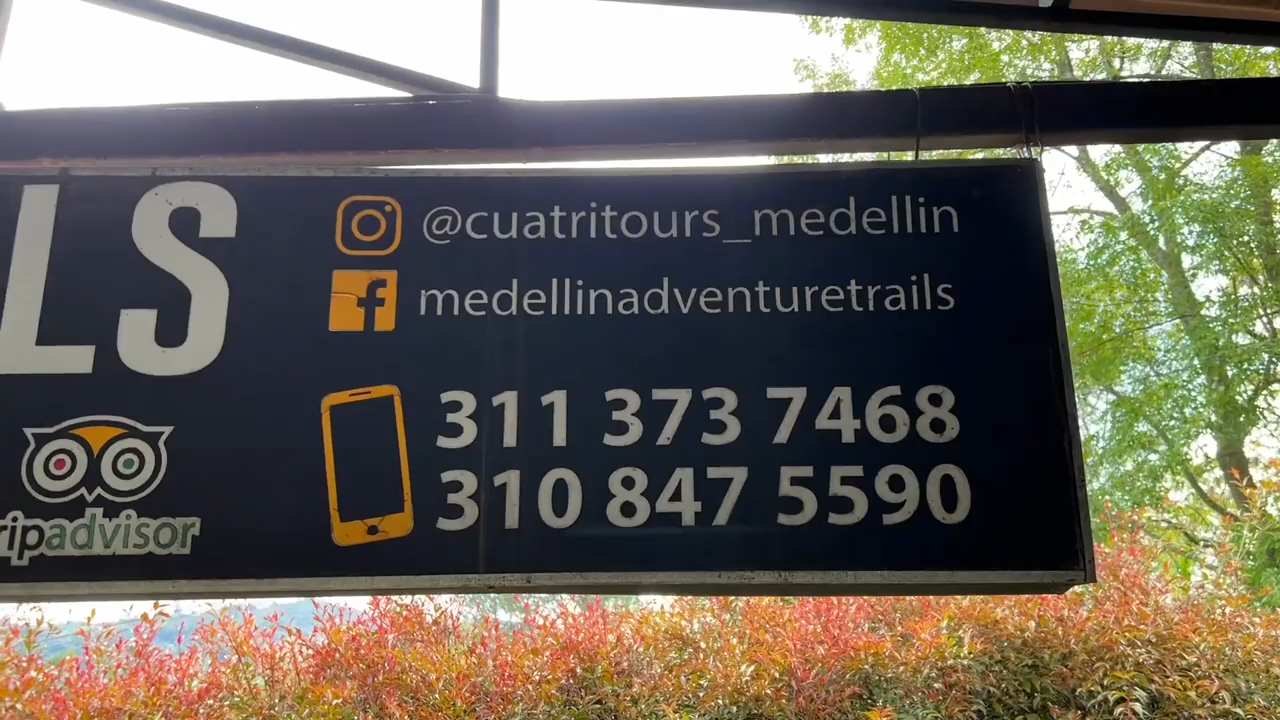 LS
@cuatritours_medellin
medellinadventuretrails
311 373 7468
310 847 5590
ripadvisor